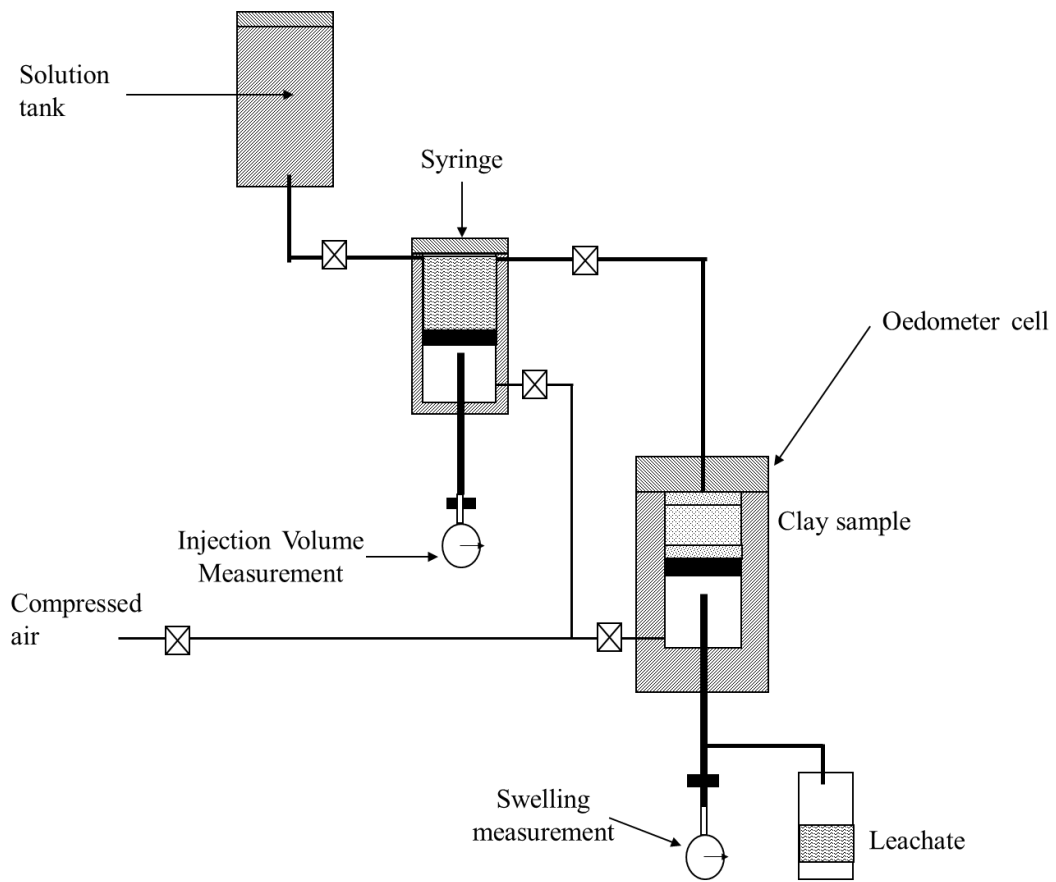 Solution
tank
Syringe
Oedometer cell
Clay sample
Injection Volume
Measurement
Compressed
air
Swelling
measurement
Leachate